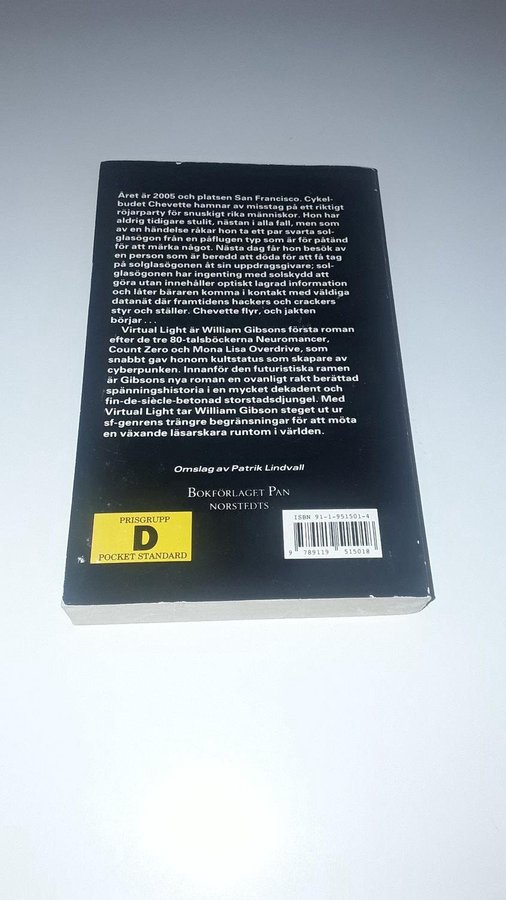 Året är 2005 och platsen San Francisco. Cykel-
budet Chevette hamnar av misstag på ett riktigt
röjarparty för snuskigt rika människor. Hon har
aldrig tidigare stulit, nästan i alla fall, men som
av en händelse råkar hon ta ett par svarta sol-
glasögon från en påflugen typ som är för påtänd
för att märka något. Nästa dag får hon besök av
en person som är beredd att döda för att få tag
på solglasögonen åt sin uppdragsgivare; sol-
glasögonen har ingenting med solskydd att
göra utan innehåller optiskt lagrad information
och låter bäraren komma i kontakt med väldiga
datanät där framtidens hackers och crackers
styr och ställer. Chevette flyr, och jakten
börjar . . .
Virtual Light är William Gibsons första roman
efter de tre 80-talsböckerna Neuromancer,
Count Zero och Mona Lisa Overdrive, som
snabbt gav honom kultstatus som skapare av
cyberpunken. Innanför den futuristiska ramen
är Gibsons nya roman en ovanligt rakt berättad
spänningshistoria i en mycket dekadent och
fin-de-siècle-betonad storstadsdjungel. Med
Virtual Light tar William Gibson steget ut ur
sf-genrens trängre begränsningar för att möta
en växande läsarskara runtom i världen.
Omslag av Patrik Lindvall
BOKFÖRLAGET PAN
NORSTEDTS
PRISGRUPP
D
POCKET STANDARD
ISBN 91-1-951501-4
9 789119 515018